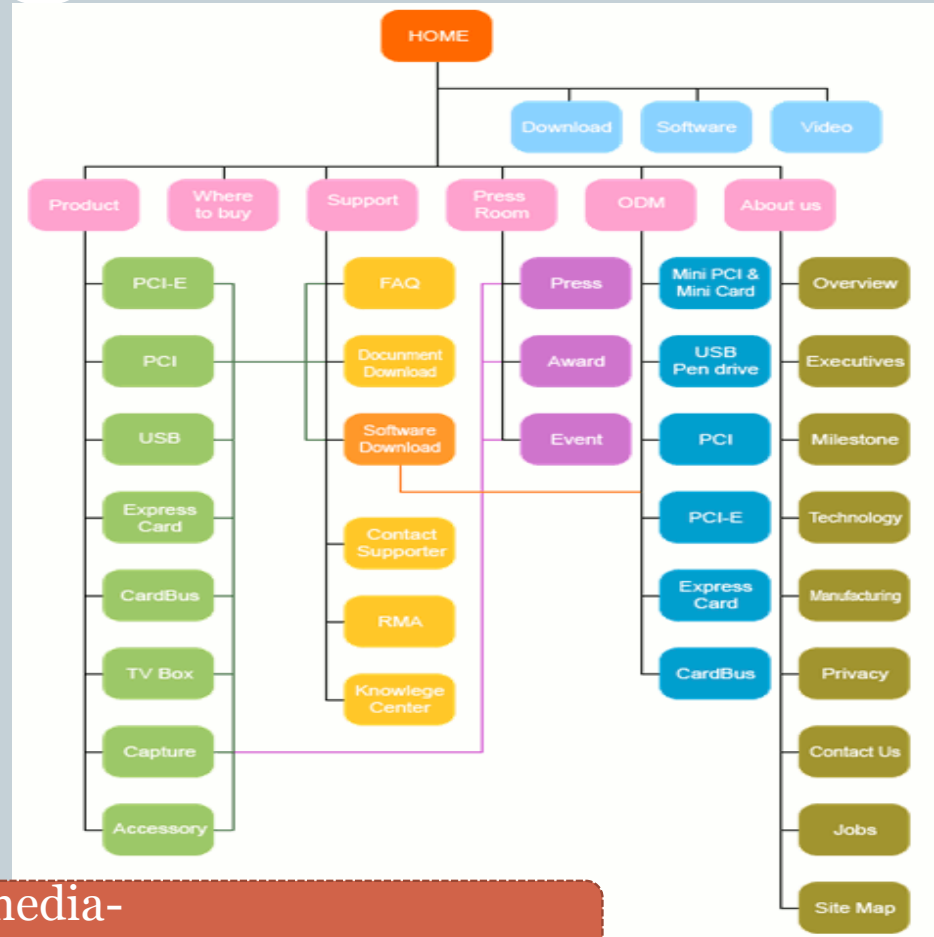 HOME
Download
Software
Video
Product
Where
to buy
Support
Press
Room
ODM
About us
PCI-E
PCI
USB
Express
Card
CardBus
TV Box
Capture
Accessory
FAQ
Docunment
Download
Software
Download
Contact
Supporter
RMA
Knowlege
Center
Press
Award
Event
Mini PCI &
Mini Card
USB
Pen drive
PCI
PCI-E
Express
Card
CardBus
Overview
Executives
Milestone
Technology
Manufacturing
Privacy
Contact Us
Jobs
Site Map